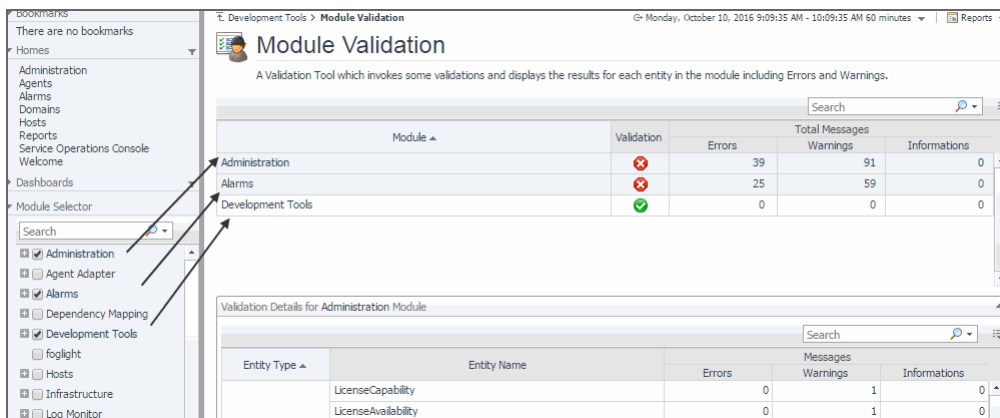 Bookmarks
There are no bookmarks
Homes
Administration
Agents
Alarms
Domains
Hosts
Reports
Service Operations Console
Welcome
Dashboards
Module Selector
Search
Administration
Agent Adapter
Alarms
Dependency Mapping
Development Tools
foglight
Hosts
Infrastructure
Log Monitor
Development Tools > Module Validation
Monday, October 10, 2016 9:09:35 AM - 10:09:35 AM 60 minutes
Reports
Module Validation
A Validation Tool which invokes some validations and displays the results for each entity in the module including Errors and Warnings.
Search
Module Validation Total Messages
Errors Warnings Informations
Administration 39 91 0
Alarms 25 59 0
Development Tools 0 0 0
Validation Details for Administration Module
Search
Entity Type Entity Name Messages
Errors Warnings Informations
LicenseCapability 0 1 0
LicenseAvailability 0 1 0